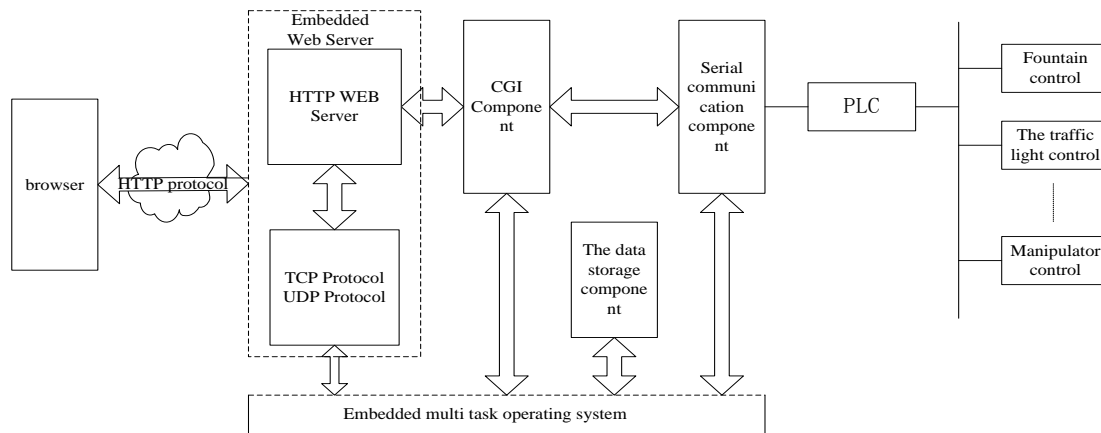 browser
HTTP protocol
Embedded
Web Server
HTTP WEB
Server
TCP Protocol
UDP Protocol
CGI
Compone
nt
The data
storage
compone
nt
Serial
communi
cation
compone
nt
PLC
Fountain
control
The traffic
light control
Manipulator
control
Embedded multi task operating system